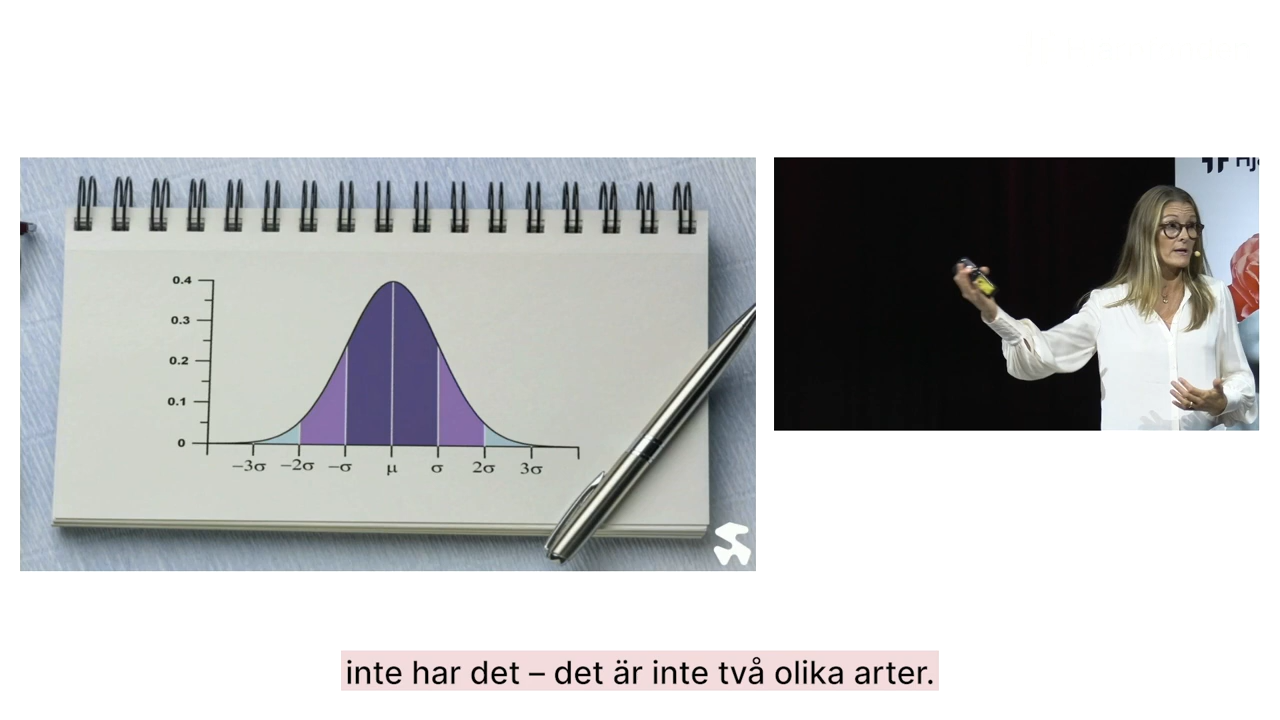 0.4
0.3
0.2
0.1
0
−3σ −2σ −σ μ σ 2σ 3σ
inte har det – det är inte två olika arter.